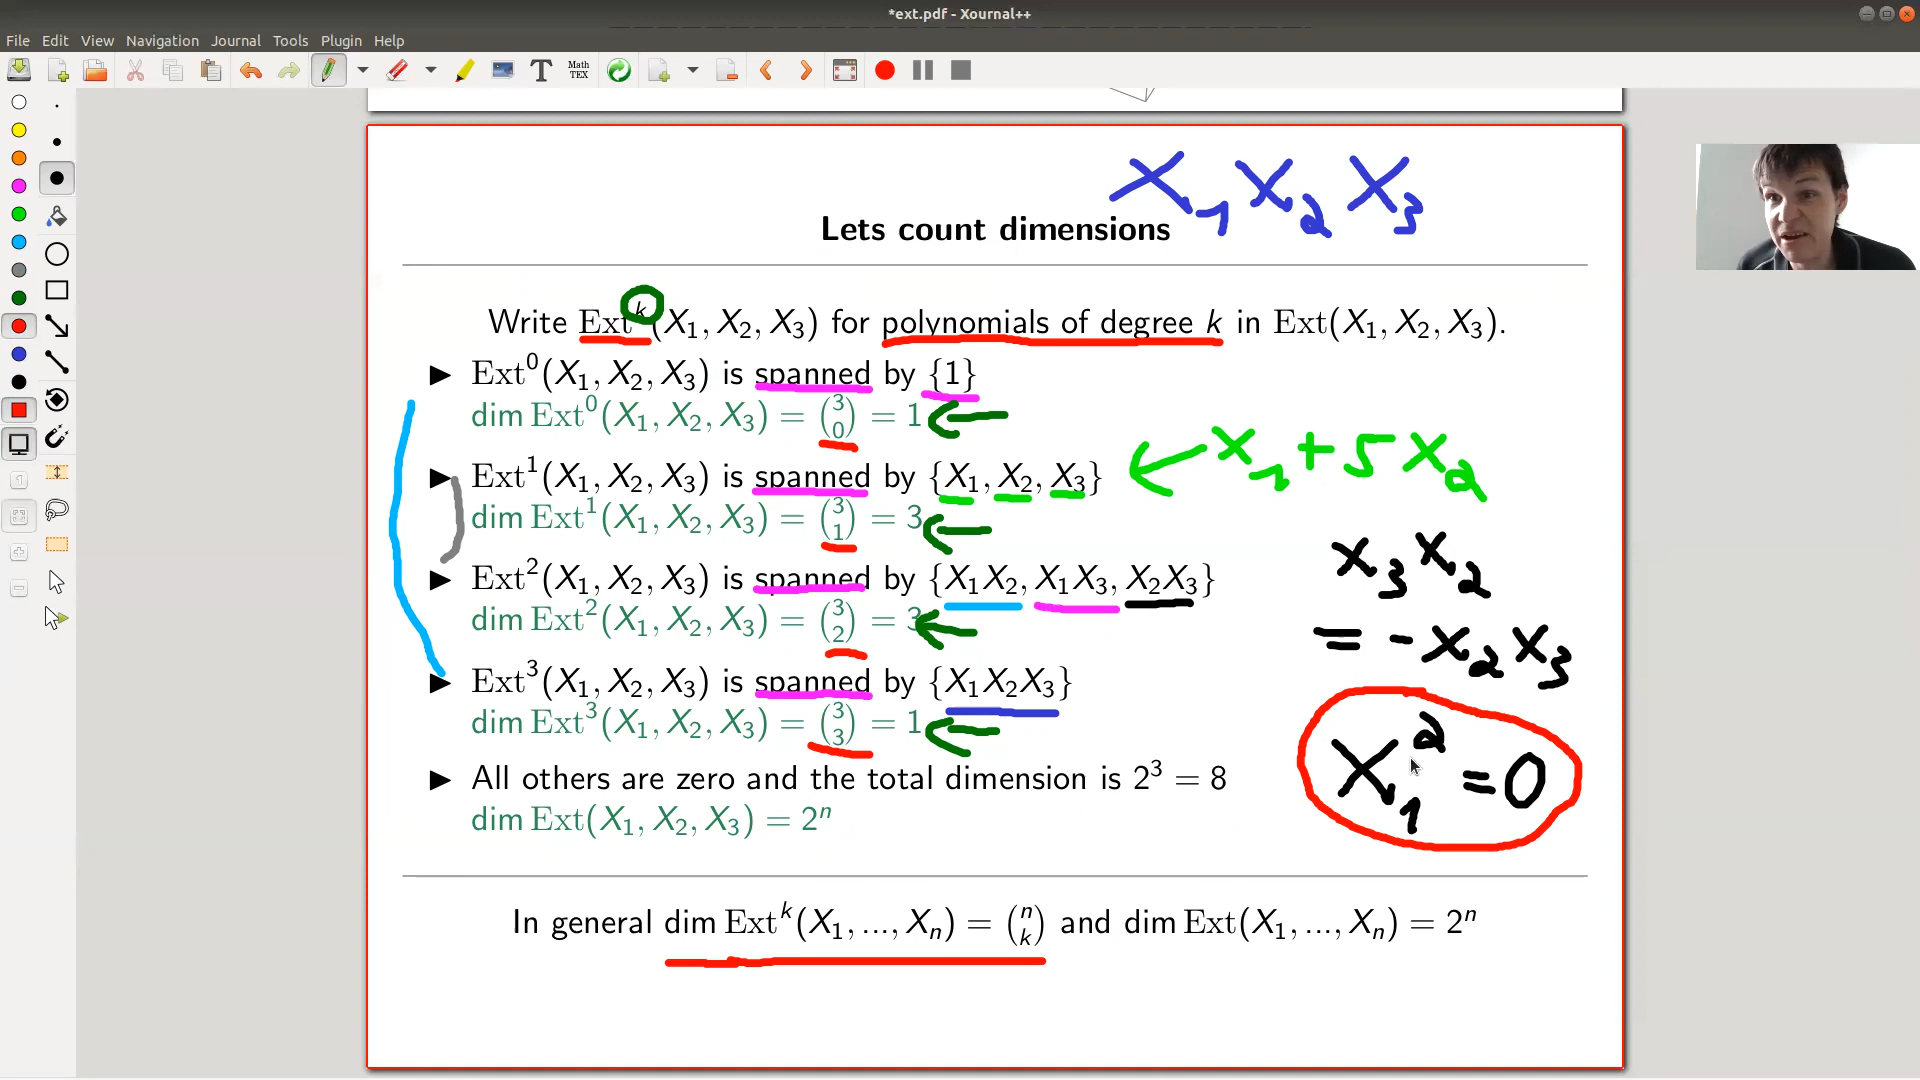 *ext.pdf - Xournal++
File Edit View Navigation Journal Tools Plugin Help
Math TEX
X₁ X₂ X₃
Lets count dimensions
Write Extᵏ(X₁, X₂, X₃) for polynomials of degree k in Ext(X₁, X₂, X₃).
▶ Ext⁰(X₁, X₂, X₃) is spanned by {1}
dim Ext⁰(X₁, X₂, X₃) = (3 0) = 1
▶ Ext¹(X₁, X₂, X₃) is spanned by {X₁, X₂, X₃}
dim Ext¹(X₁, X₂, X₃) = (3 1) = 3
← X₁ + 5 X₂
▶ Ext²(X₁, X₂, X₃) is spanned by {X₁X₂, X₁X₃, X₂X₃}
dim Ext²(X₁, X₂, X₃) = (3 2) = 3
X₃ X₂
= - X₂ X₃
▶ Ext³(X₁, X₂, X₃) is spanned by {X₁X₂X₃}
dim Ext³(X₁, X₂, X₃) = (3 3) = 1
X₁² = 0
▶ All others are zero and the total dimension is 2³ = 8
dim Ext(X₁, X₂, X₃) = 2ⁿ
In general dim Extᵏ(X₁, ..., Xₙ) = (n k) and dim Ext(X₁, ..., Xₙ) = 2ⁿ